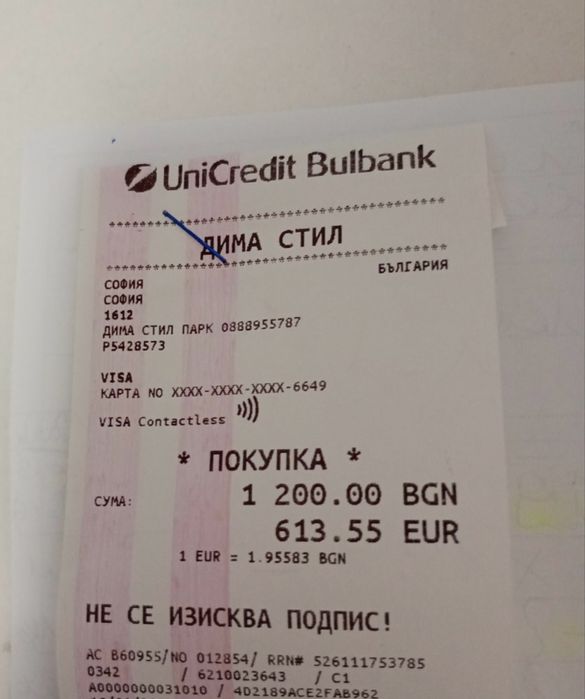 UniCredit Bulbank
************************************************
ДИМА СТИЛ
************************************************
БЪЛГАРИЯ
СОФИЯ
СОФИЯ
1612
ДИМА СТИЛ ПАРК 0888955787
P5428573
VISA
КАРТА NO XXXX-XXXX-XXXX-6649
VISA Contactless
* ПОКУПКА *
СУМА: 1 200.00 BGN
613.55 EUR
1 EUR = 1.95583 BGN
НЕ СЕ ИЗИСКВА ПОДПИС!
AC B60955/NO 012854/ RRN# 526111753785
0342 / 6210023643 / C1
A0000000031010 / 4D2189ACE2FAB962